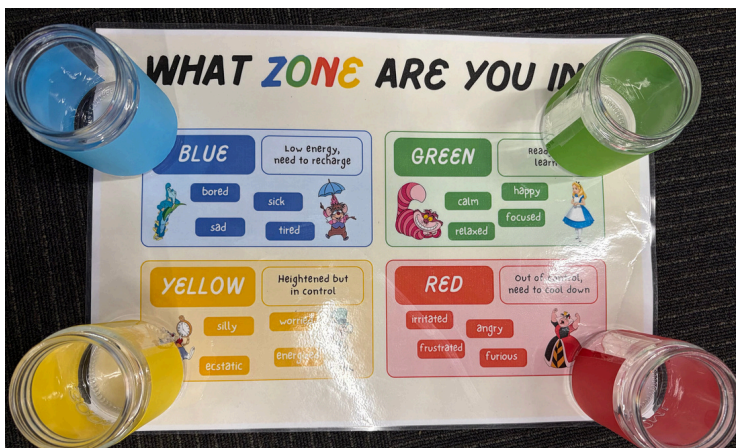 WHAT ZONE ARE YOU IN
BLUE
Low energy,
need to recharge
bored
sick
sad
tired
GREEN
learn
calm
happy
relaxed
focused
YELLOW
Heightened but
in control
silly
ecstatic
RED
Out of control,
need to cool down
irritated
angry
frustrated
furious